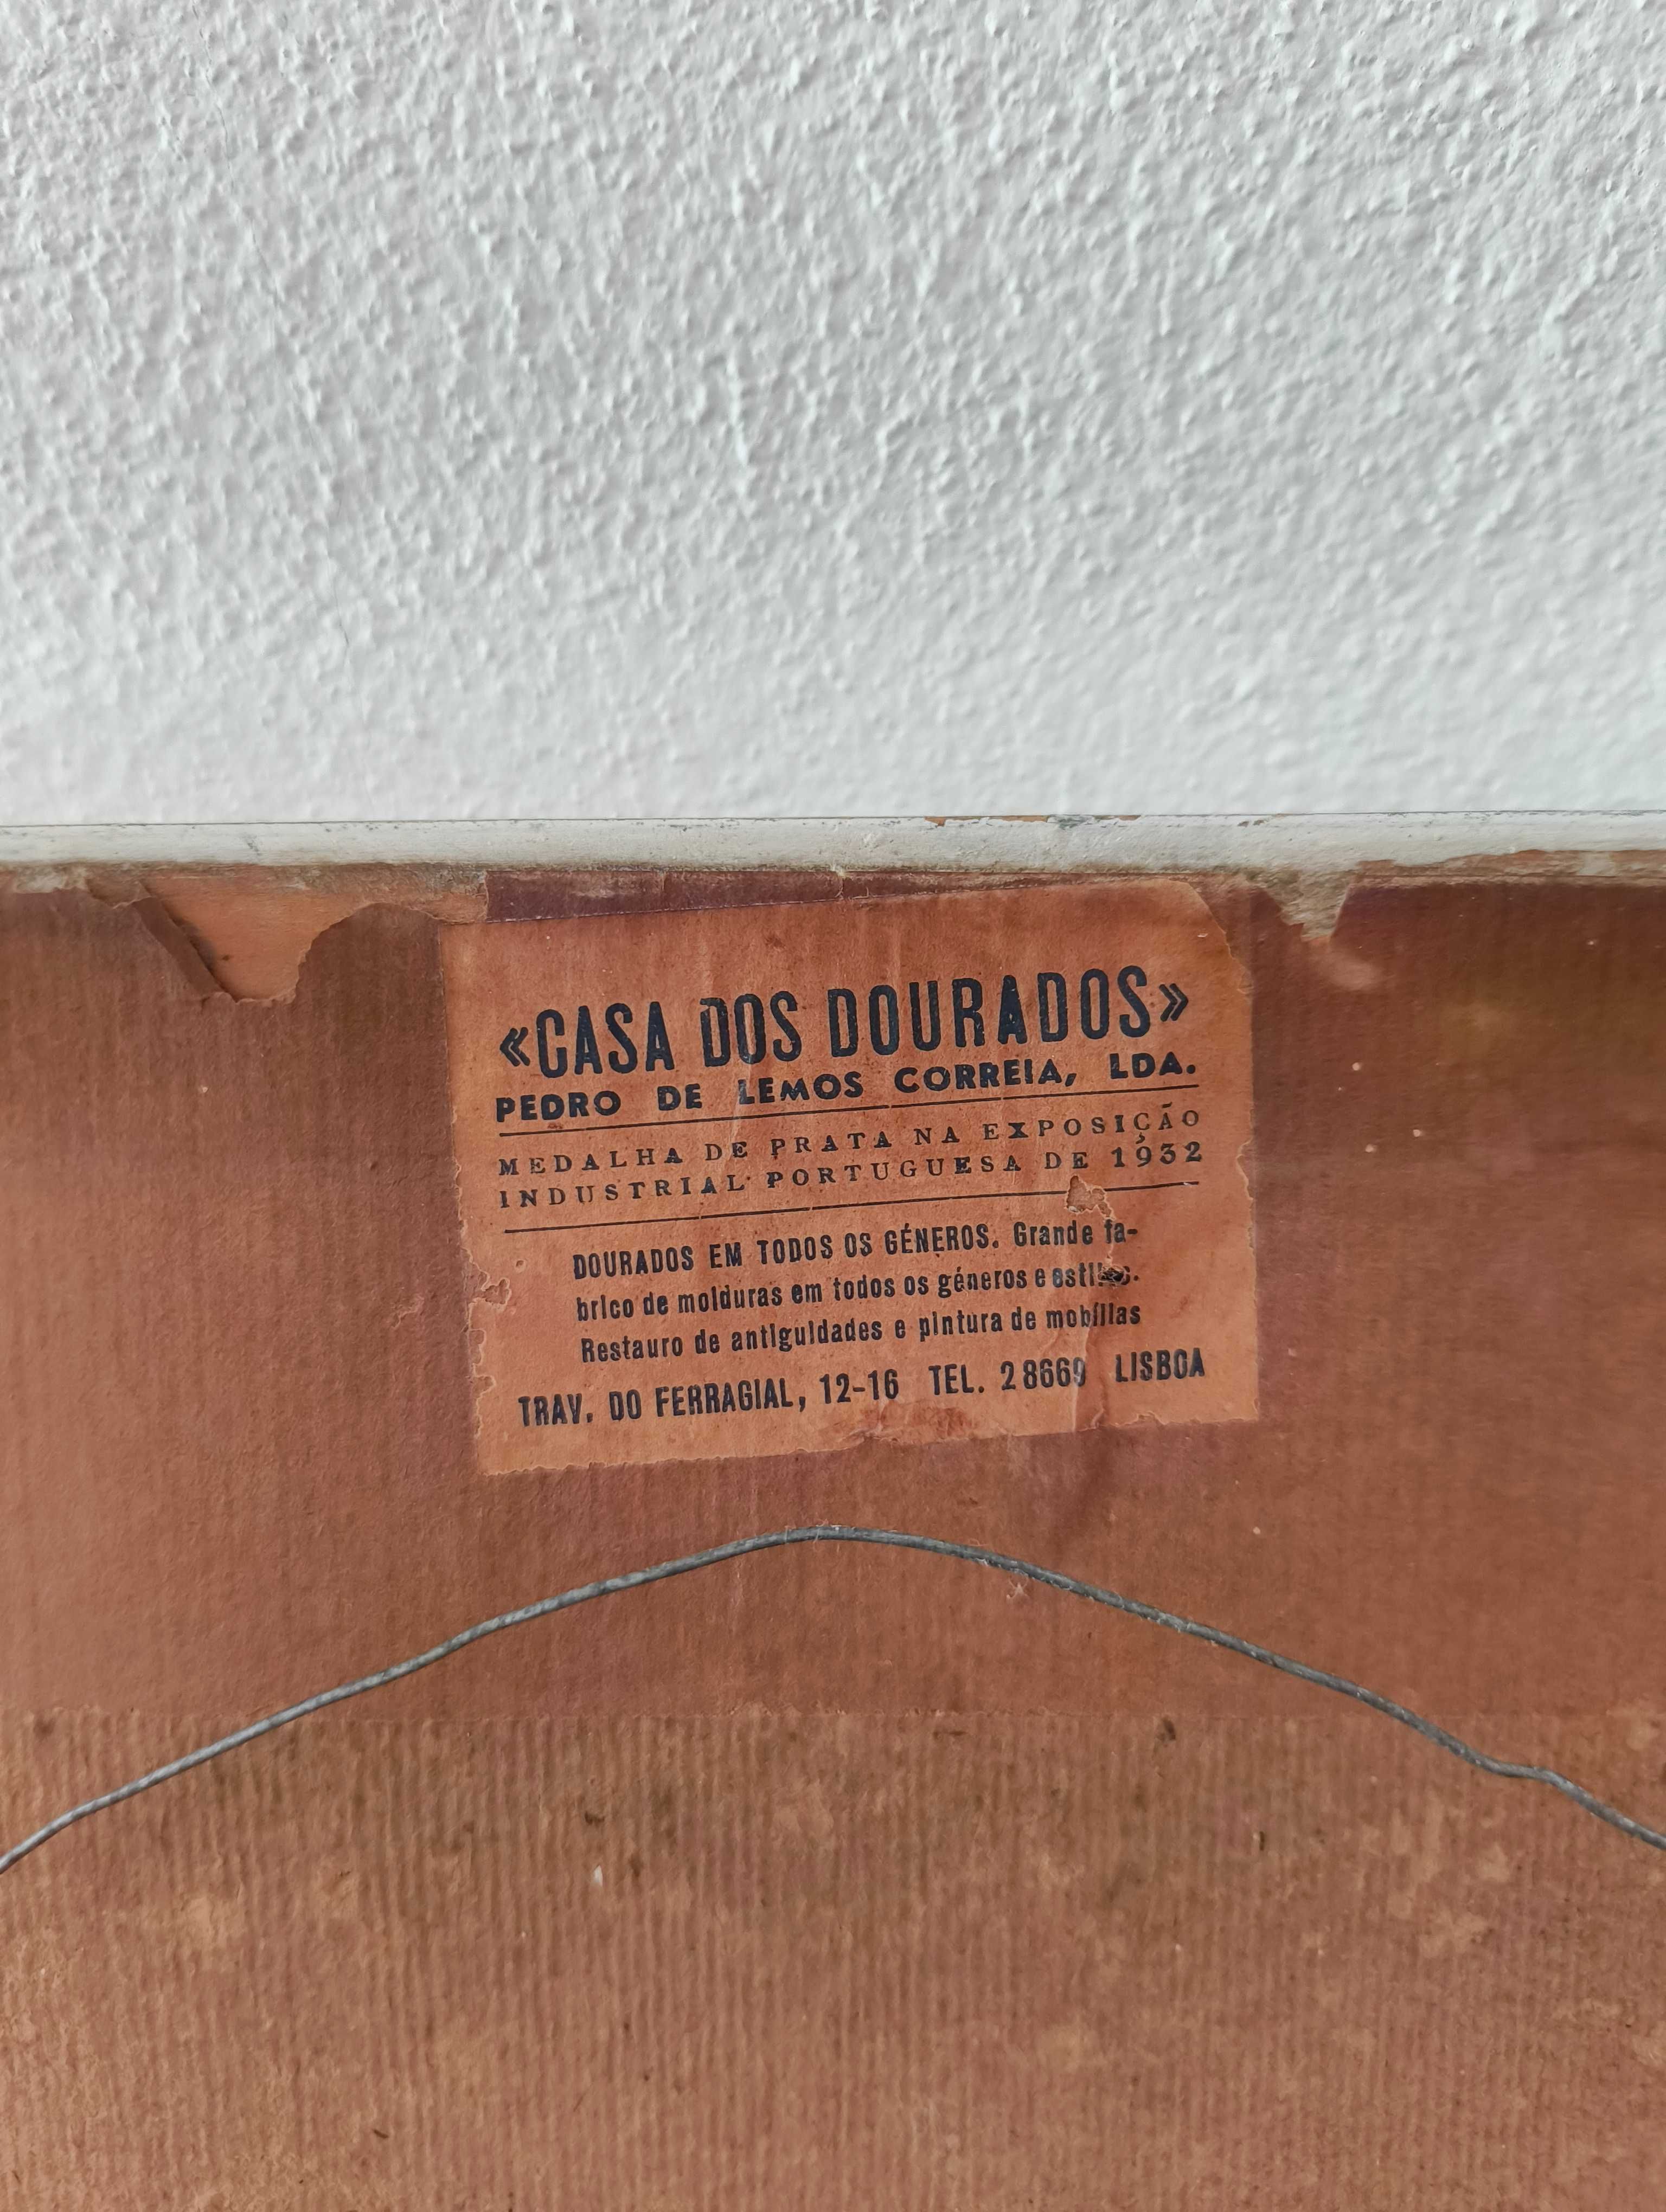 «CASA DOS DOURADOS»
PEDRO DE LEMOS CORREIA, LDA.
MEDALHA DE PRATA NA EXPOSIÇÃO
INDUSTRIAL PORTUGUESA DE 1932
DOURADOS EM TODOS OS GÉNEROS. Grande fa-
brico de molduras em todos os géneros e
Restauro de antiguidades e pintura de mobílias
TRAV. DO FERRAGIAL, 12-16 TEL. 28669 LISBOA